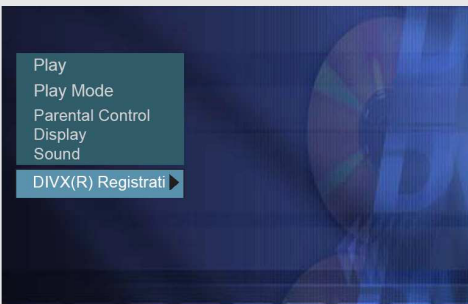 Play
Play Mode
Parental Control
Display
Sound
DIVX(R) Registrati